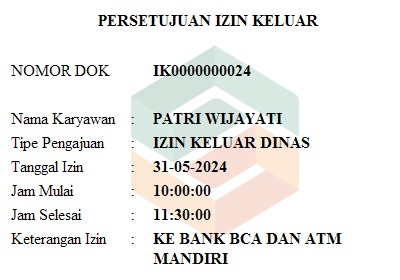 PERSETUJUAN IZIN KELUAR
NOMOR DOK IK0000000024
Nama Karyawan : PATRI WIJAYATI
Tipe Pengajuan : IZIN KELUAR DINAS
Tanggal Izin : 31-05-2024
Jam Mulai : 10:00:00
Jam Selesai : 11:30:00
Keterangan Izin : KE BANK BCA DAN ATM
MANDIRI